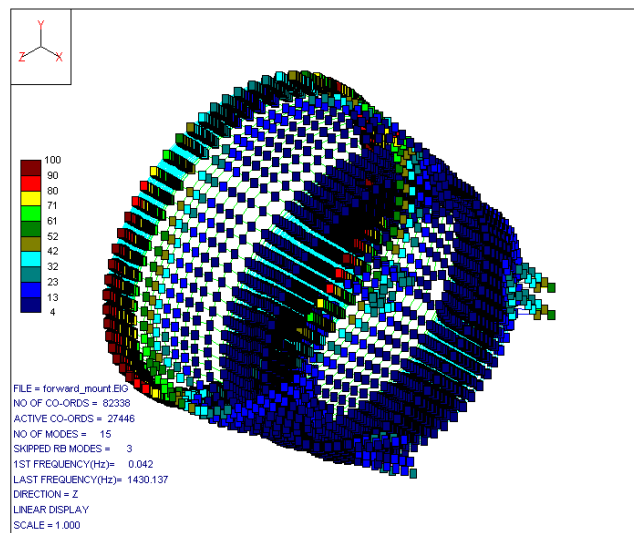 Y
Z X
100
90
80
71
61
52
42
32
23
13
4
FILE = forward_mount.EIG
NO OF CO-ORDS = 82338
ACTIVE CO-ORDS = 27446
NO OF MODES = 15
SKIPPED RB MODES = 3
1ST FREQUENCY(Hz)= 0.042
LAST FREQUENCY(Hz)= 1430.137
DIRECTION = Z
LINEAR DISPLAY
SCALE = 1.000